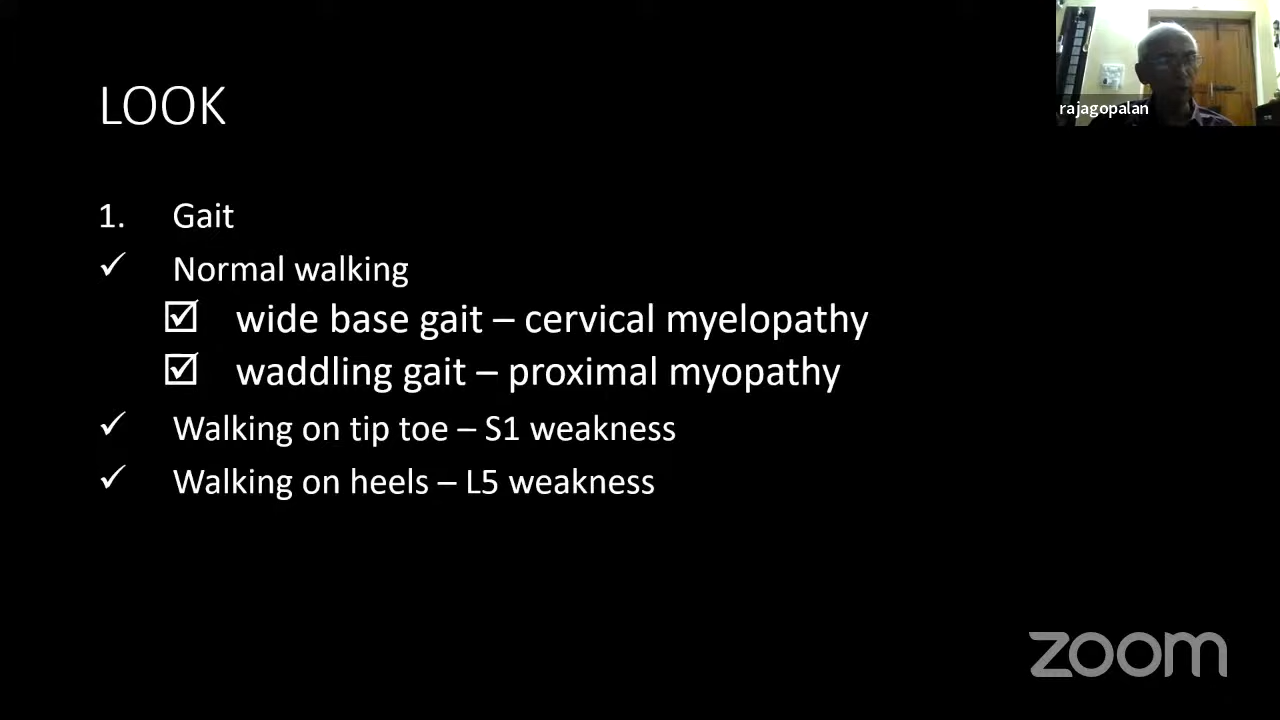 LOOK
rajagopalan
1. Gait
✓ Normal walking
☑ wide base gait – cervical myelopathy
☑ waddling gait – proximal myopathy
✓ Walking on tip toe – S1 weakness
✓ Walking on heels – L5 weakness
zoom